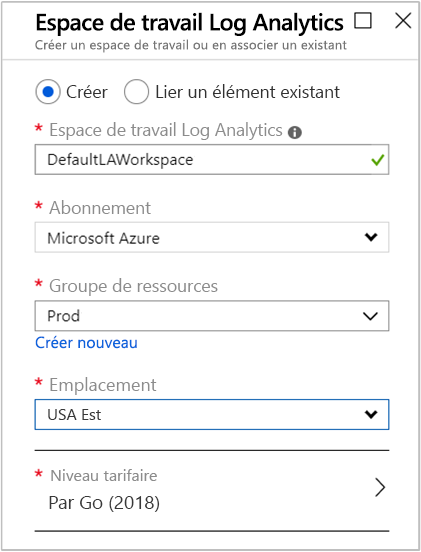 Espace de travail Log Analytics
Créer un espace de travail ou en associer un existant
Créer Lier un élément existant
* Espace de travail Log Analytics
DefaultLAWorkspace
* Abonnement
Microsoft Azure
* Groupe de ressources
Prod
Créer nouveau
* Emplacement
USA Est
* Niveau tarifaire
Par Go (2018)